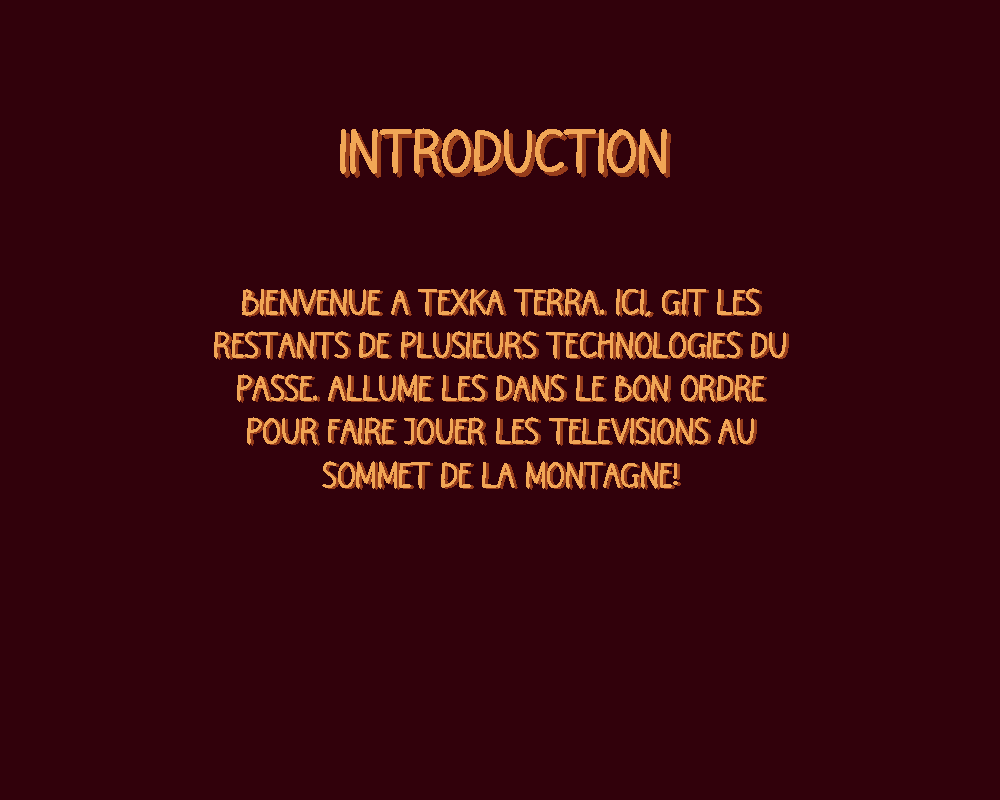 INTRODUCTION
BIENVENUE A TEXKA TERRA. ICI, GIT LES
RESTANTS DE PLUSIEURS TECHNOLOGIES DU
PASSE. ALLUME LES DANS LE BON ORDRE
POUR FAIRE JOUER LES TELEVISIONS AU
SOMMET DE LA MONTAGNE!